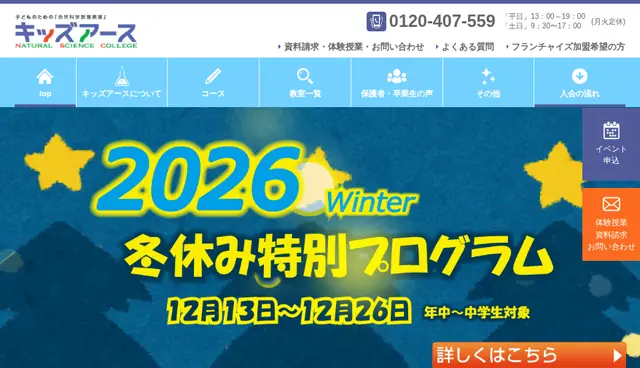 子どものための「自然科学実験教室」
キッズアース
NATURAL SCIENCE COLLEGE
0120-407-559
「平日」13：00～19：00
「土日」9：30～17：00
(月火定休)
資料請求・体験授業・お問い合わせ
よくある質問
フランチャイズ加盟希望の方
top
キッズアースについて
コース
教室一覧
保護者・卒業生の声
その他
入会の流れ
イベント
申込
2026 Winter
冬休み特別プログラム
12月13日～12月26日 年中～中学生対象
体験授業
資料請求
お問い合わせ
詳しくはこちら